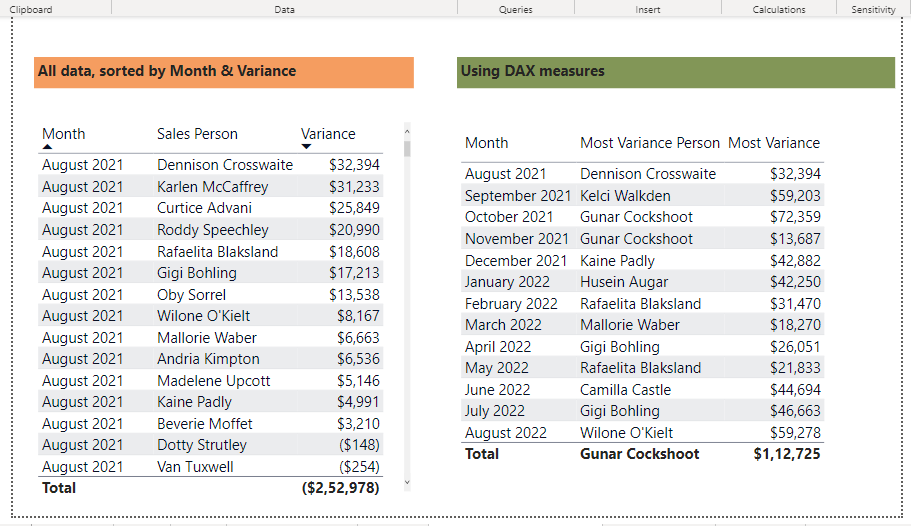 Clipboard Data Queries Insert Calculations Sensitivity
All data, sorted by Month & Variance
Month Sales Person Variance
August 2021 Dennison Crosswaite $32,394
August 2021 Karlen McCaffrey $31,233
August 2021 Curtice Advani $25,849
August 2021 Roddy Speechley $20,990
August 2021 Rafaelita Blaksland $18,608
August 2021 Gigi Bohling $17,213
August 2021 Oby Sorrel $13,538
August 2021 Wilone O'Kielt $8,167
August 2021 Mallorie Waber $6,663
August 2021 Andria Kimpton $6,536
August 2021 Madelene Upcott $5,146
August 2021 Kaine Padly $4,991
August 2021 Beverie Moffet $3,210
August 2021 Dotty Strutley ($148)
August 2021 Van Tuxwell ($254)
Total ($2,52,978)
Using DAX measures
Month Most Variance Person Most Variance
August 2021 Dennison Crosswaite $32,394
September 2021 Kelci Walkden $59,203
October 2021 Gunar Cockshoot $72,359
November 2021 Gunar Cockshoot $13,687
December 2021 Kaine Padly $42,882
January 2022 Husein Augar $42,250
February 2022 Rafaelita Blaksland $31,470
March 2022 Mallorie Waber $18,270
April 2022 Gigi Bohling $26,051
May 2022 Rafaelita Blaksland $21,833
June 2022 Camilla Castle $44,694
July 2022 Gigi Bohling $46,663
August 2022 Wilone O'Kielt $59,278
Total Gunar Cockshoot $1,12,725